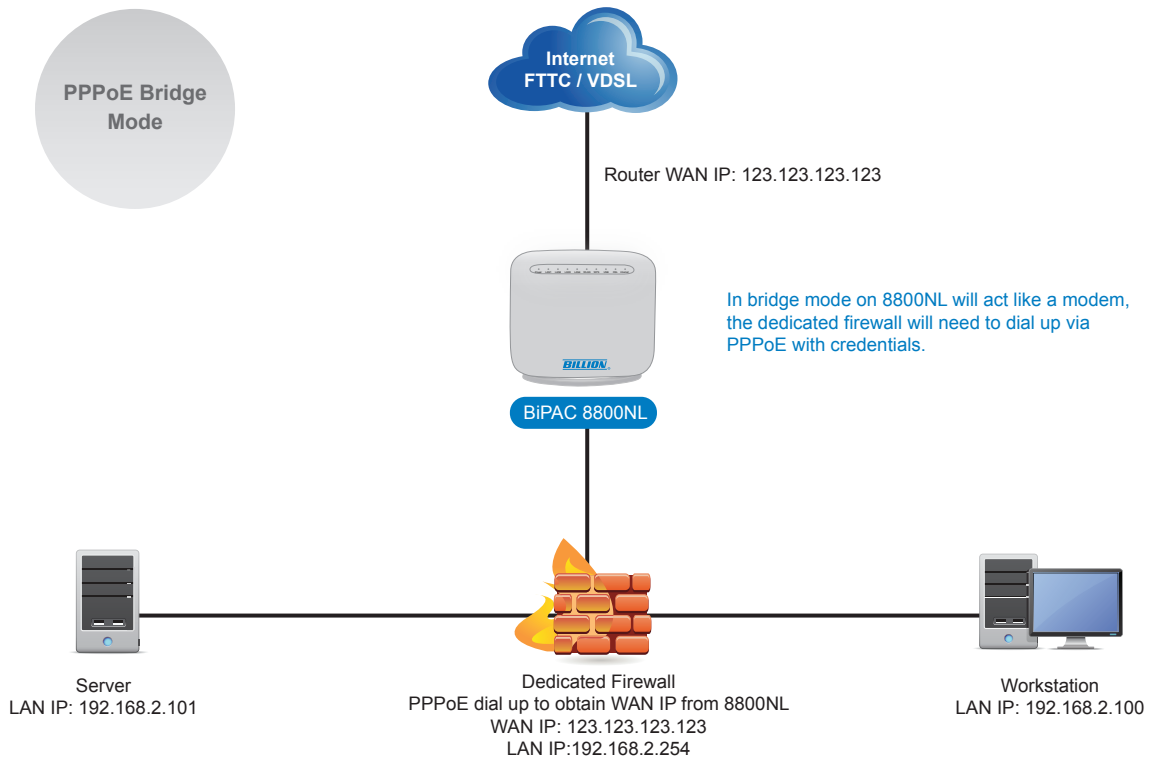 PPPoE Bridge
Mode
Internet
FTTC / VDSL
Router WAN IP: 123.123.123.123
In bridge mode on 8800NL will act like a modem,
the dedicated firewall will need to dial up via
PPPoE with credentials.
BILLION
BiPAC 8800NL
Server
LAN IP: 192.168.2.101
Dedicated Firewall
PPPoE dial up to obtain WAN IP from 8800NL
WAN IP: 123.123.123.123
LAN IP:192.168.2.254
Workstation
LAN IP: 192.168.2.100